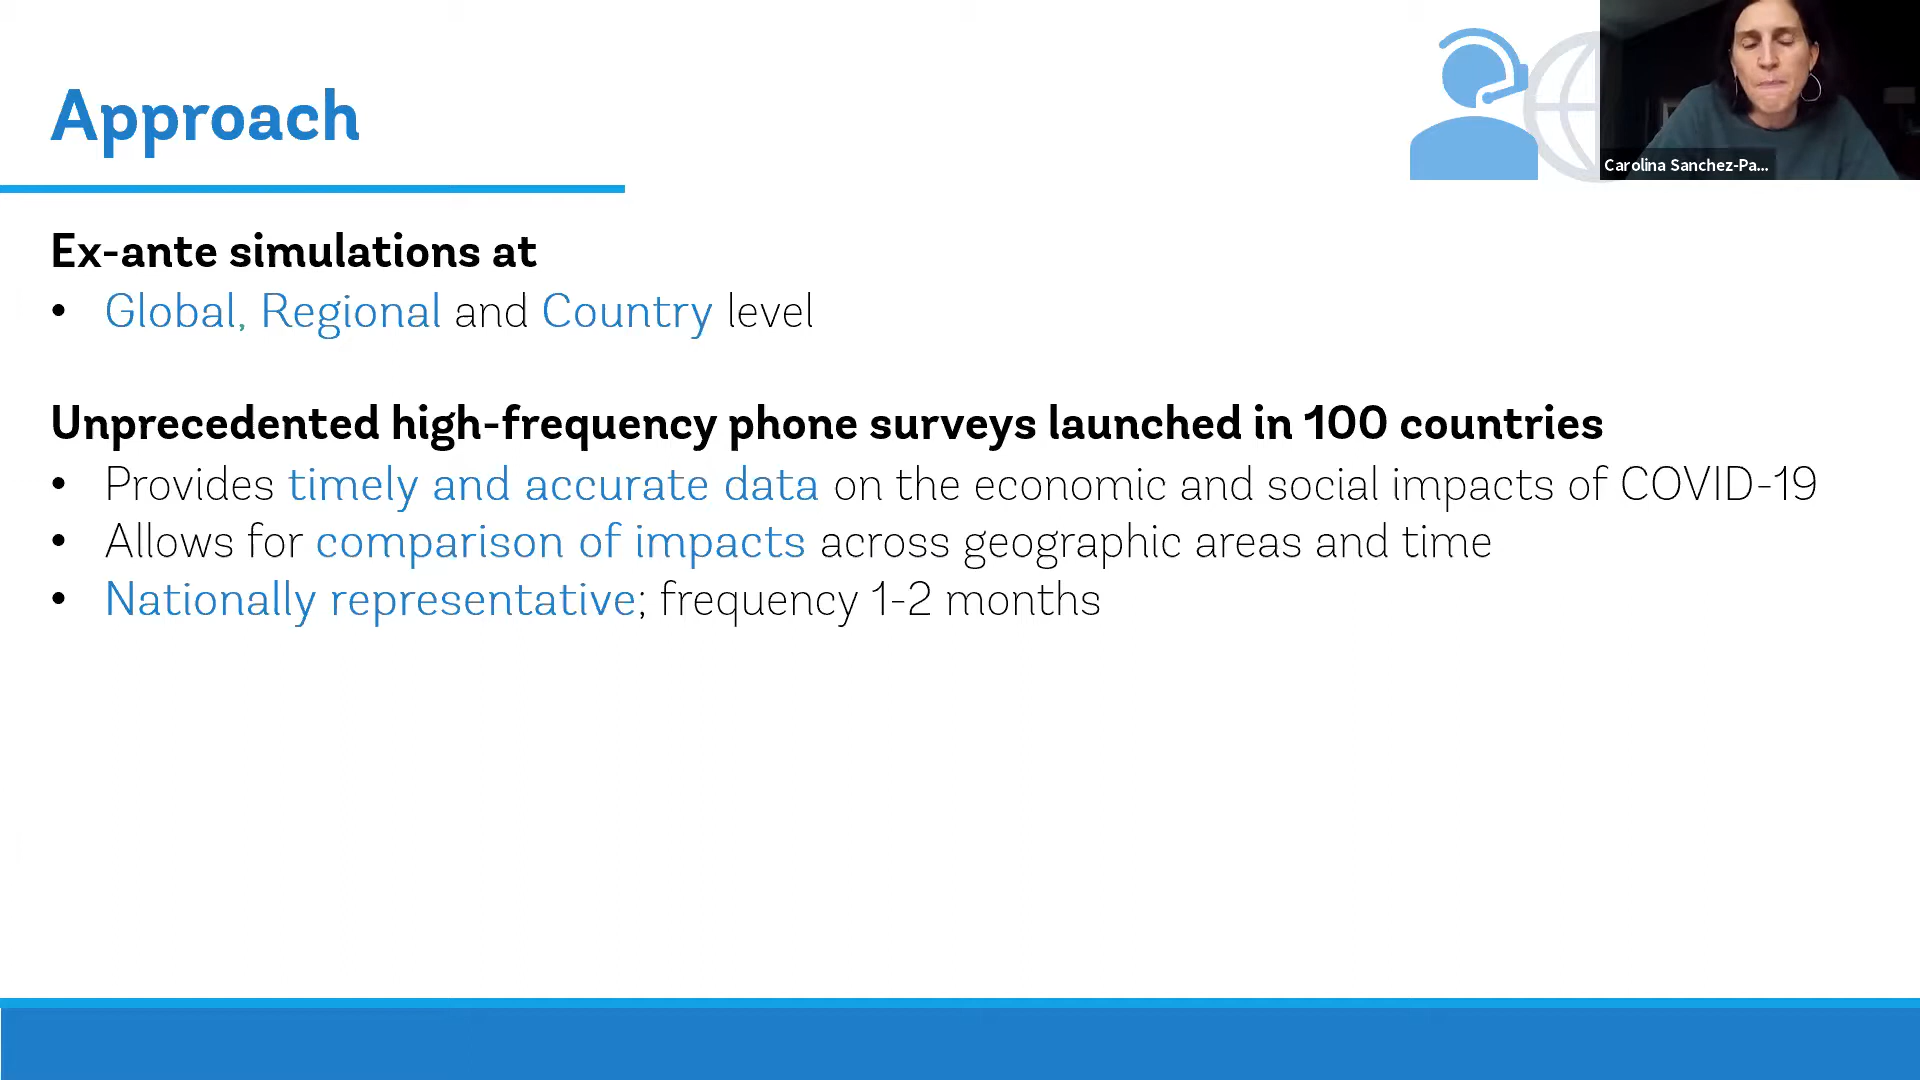 Approach
Carolina Sanchez-Pa...
Ex-ante simulations at
• Global, Regional and Country level
Unprecedented high-frequency phone surveys launched in 100 countries
• Provides timely and accurate data on the economic and social impacts of COVID-19
• Allows for comparison of impacts across geographic areas and time
• Nationally representative; frequency 1-2 months